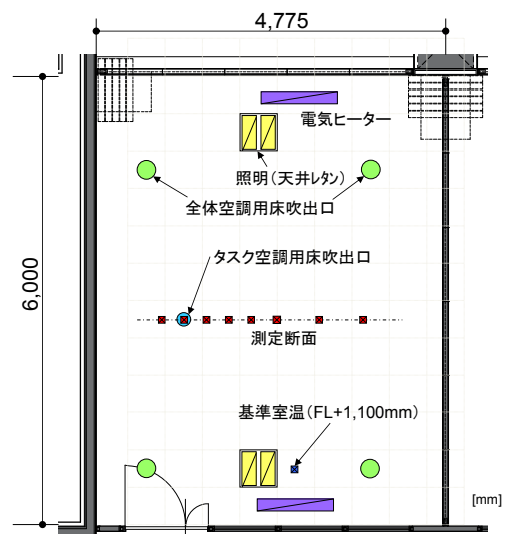 4,775
電気ヒーター
照明（天井ﾚﾀﾝ）
全体空調用床吹出口
6,000
タスク空調用床吹出口
測定断面
基準室温（FL+1,100mm）
[mm]